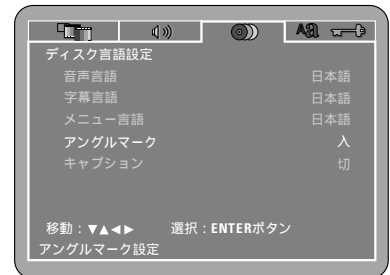 Aa
ディスク言語設定
音声言語 日本語
字幕言語 日本語
メニュー言語 日本語
アングルマーク 入
キャプション 切
移動:▼▲◀▶ 選択:ENTERボタン
アングルマーク設定